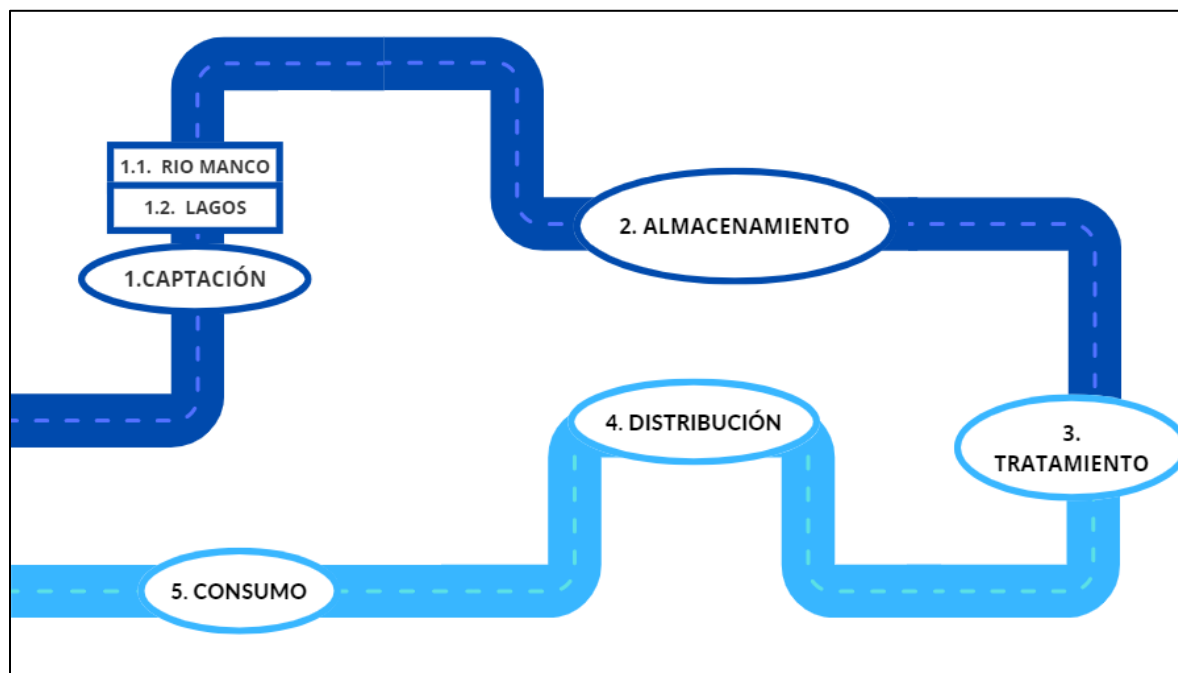 1.1. RIO MANCO
1.2. LAGOS
1.CAPTACIÓN
2. ALMACENAMIENTO
3.
TRATAMIENTO
4. DISTRIBUCIÓN
5. CONSUMO